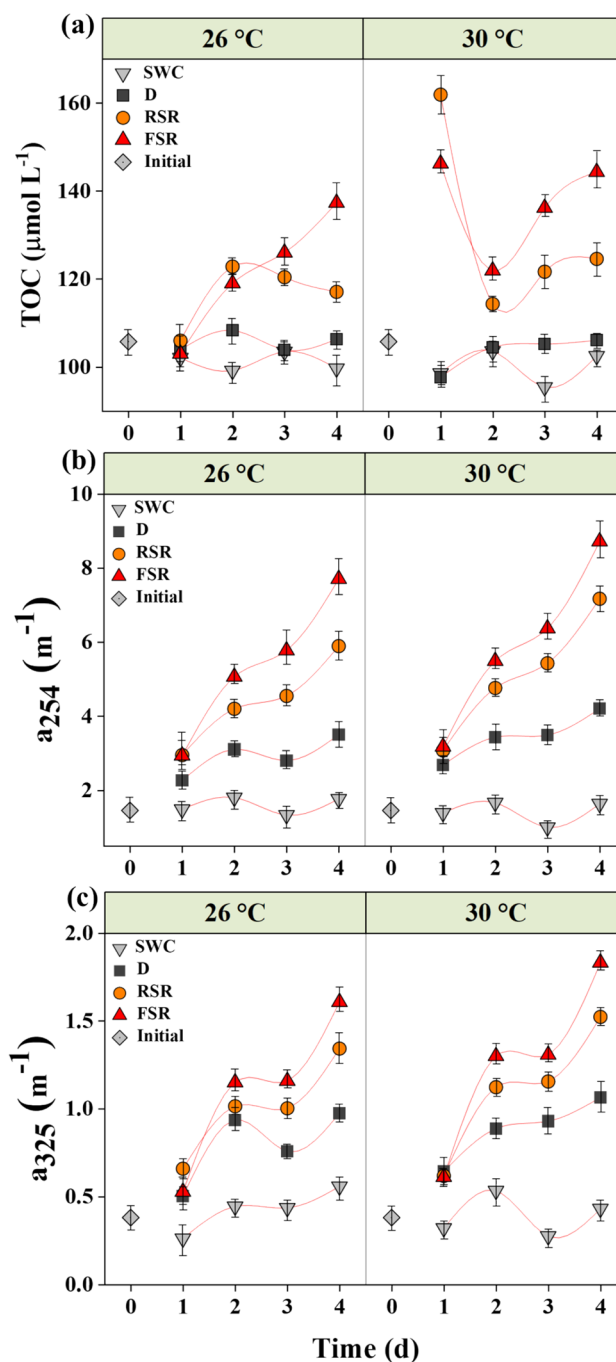 (a)
26 °C 30 °C
SWC
D
RSR
FSR
Initial
TOC (μmol L-1)
160
140
120
100
0 1 2 3 4 0 1 2 3 4
(b)
26 °C 30 °C
SWC
D
RSR
FSR
Initial
a254 (m-1)
10
8
6
4
2
0 1 2 3 4 0 1 2 3 4
(c)
26 °C 30 °C
SWC
D
RSR
FSR
Initial
a325 (m-1)
2.0
1.5
1.0
0.5
0.0
0 1 2 3 4 0 1 2 3 4
Time (d)